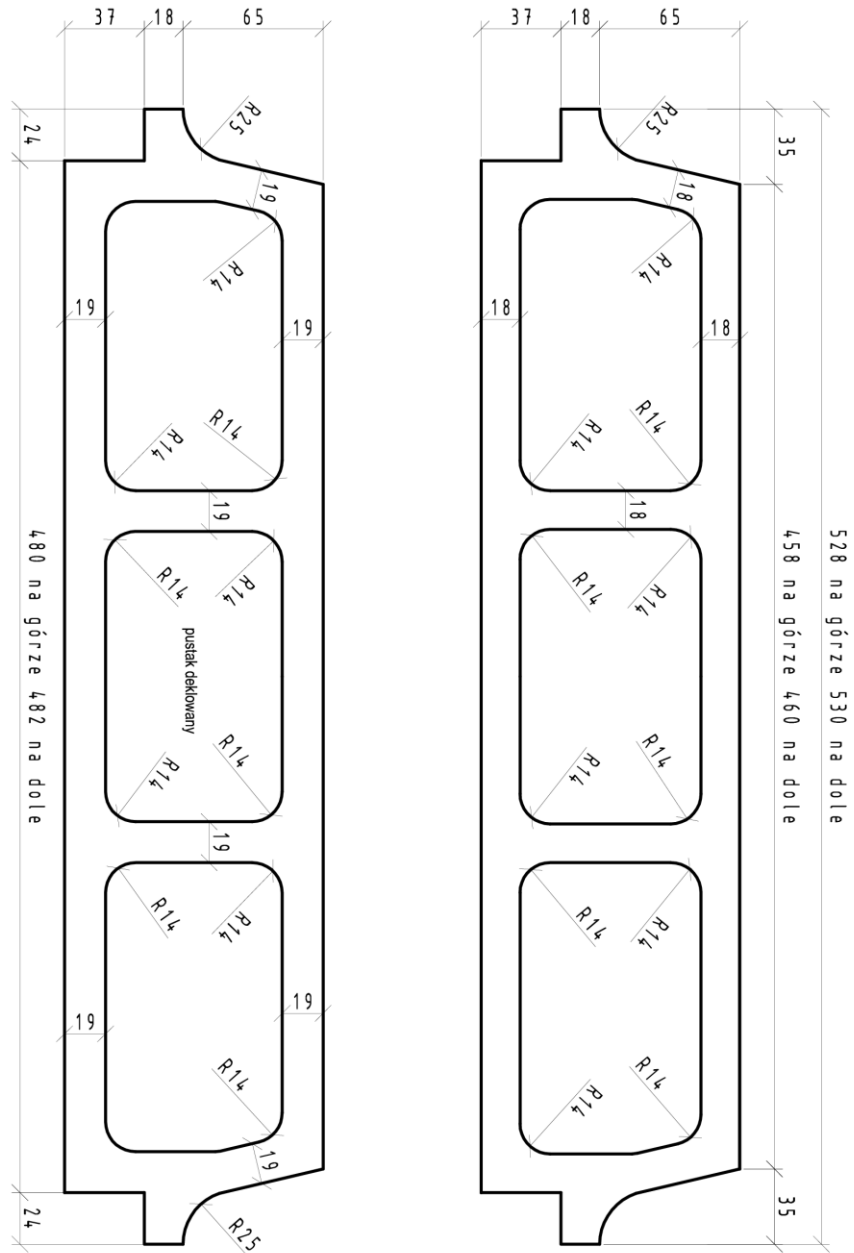 37
18
65
24
R25
19
R14
19
19
R14
R14
19
R14
R14
pustak deklowany
R14
R14
19
R14
R14
19
19
R14
19
24
R25
480 na górze 482 na dole
37
18
65
R25
35
18
R14
18
18
R14
R14
18
R14
R14
R14
R14
R14
R14
R14
R14
35
458 na górze 460 na dole
528 na górze 530 na dole